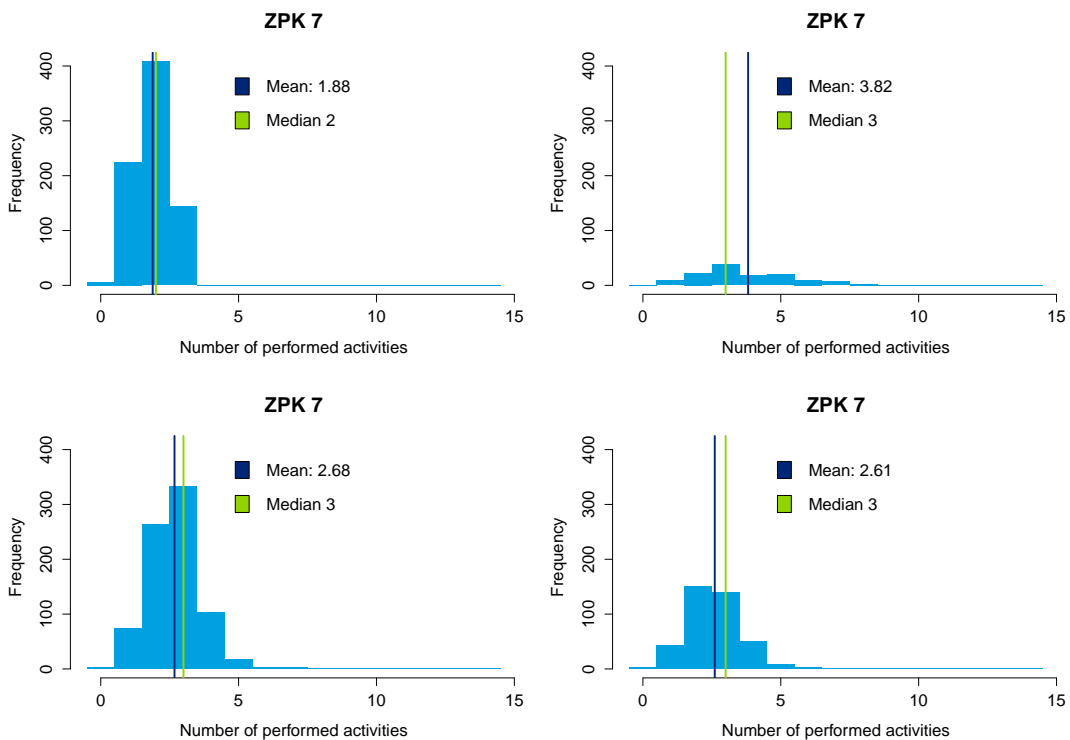 ZPK 7
Mean: 1.88
Median 2
Frequency
0
100
200
300
400
0
5
10
15
Number of performed activities
ZPK 7
Mean: 3.82
Median 3
Frequency
0
100
200
300
400
0
5
10
15
Number of performed activities
ZPK 7
Mean: 2.68
Median 3
Frequency
0
100
200
300
400
0
5
10
15
Number of performed activities
ZPK 7
Mean: 2.61
Median 3
Frequency
0
100
200
300
400
0
5
10
15
Number of performed activities